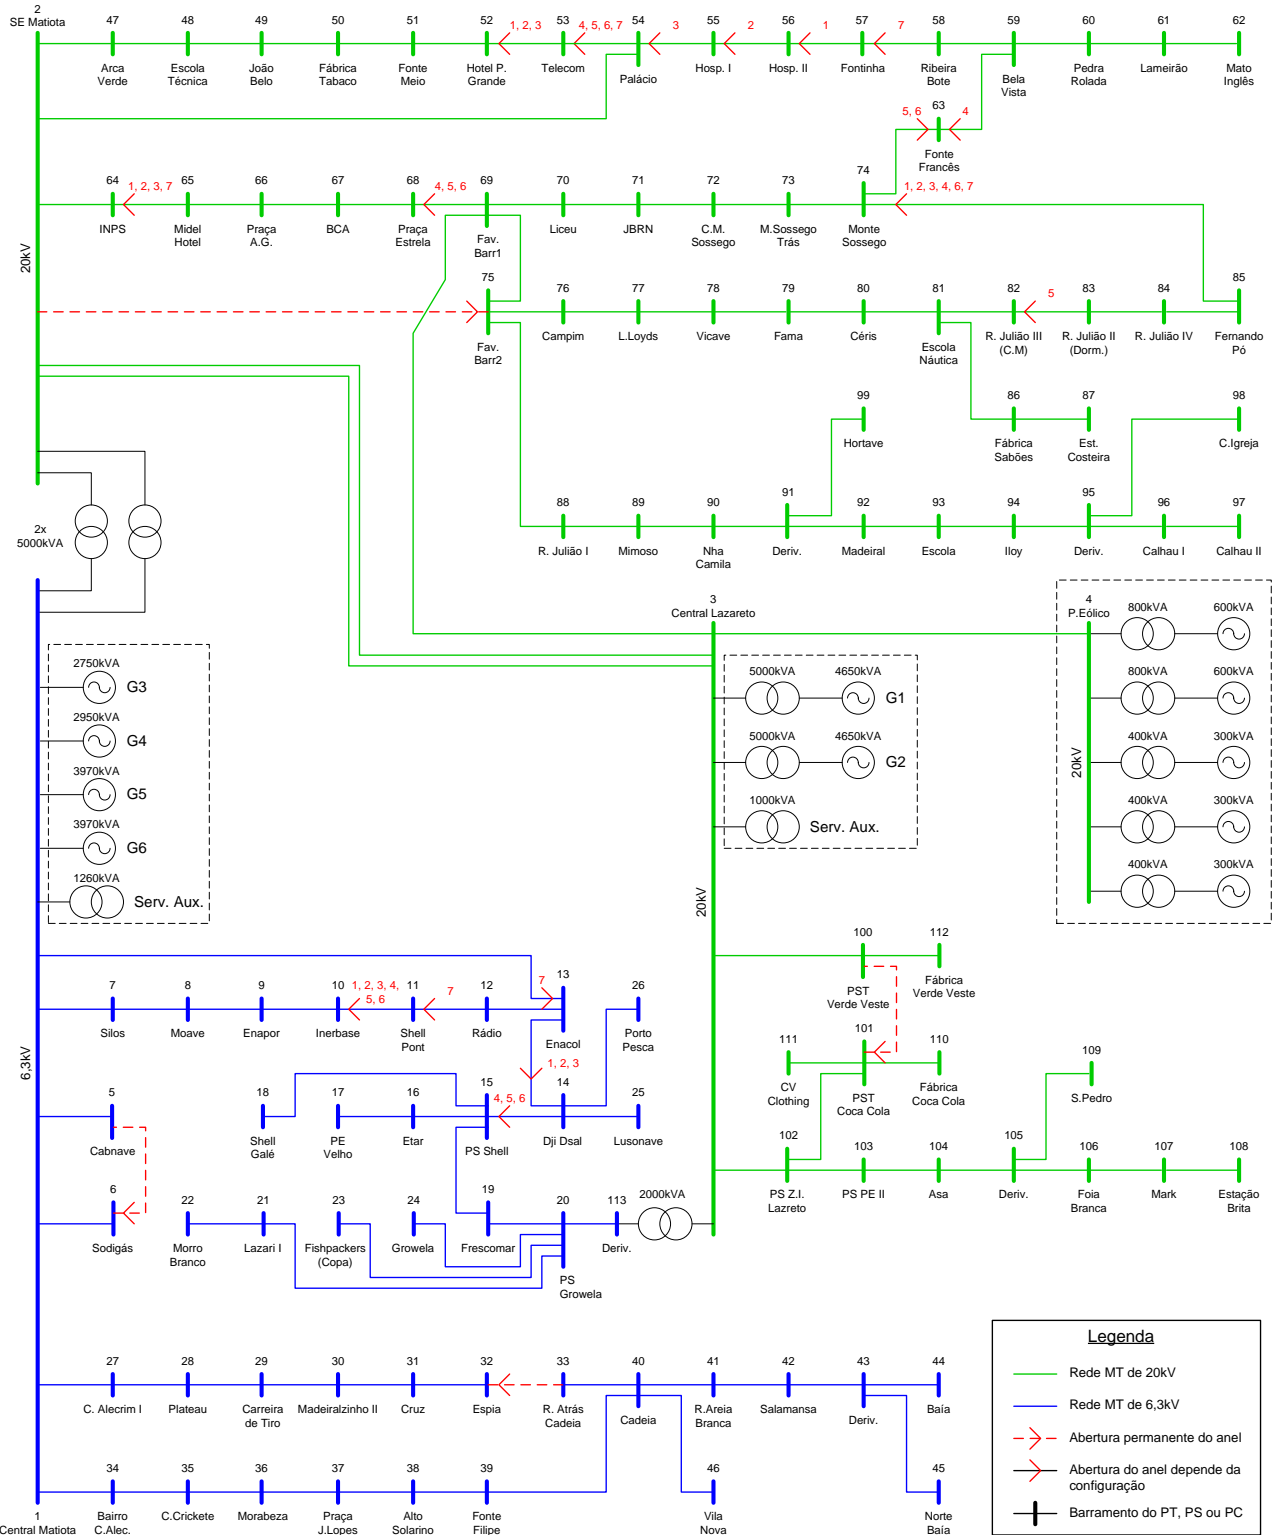 2
SE Matiota
47
48
49
50
51
52
1, 2, 3
53
4, 5, 6, 7
54
3
55
2
56
1
57
7
58
59
60
61
62
Arca
Verde
Escola
Técnica
João
Belo
Fábrica
Tabaco
Fonte
Meio
Hotel P.
Grande
Telecom
Palácio
Hosp. I
Hosp. II
Fontinha
Ribeira
Bote
Bela
Vista
Pedra
Rolada
Lameirão
Mato
Inglês
5, 6
63
4
Fonte
Francês
64
1, 2, 3, 7
65
66
67
4, 5, 6
68
69
70
71
72
73
74
1, 2, 3, 4, 6, 7
INPS
Midel
Hotel
Praça
A.G.
BCA
Praça
Estrela
Fav.
Barr1
Liceu
JBRN
C.M.
Sossego
M.Sossego
Trás
Monte
Sossego
20kV
75
76
77
78
79
80
81
82
5
83
84
85
Fav.
Barr2
Campim
L.Loyds
Vicave
Fama
Céris
Escola
Náutica
R. Julião III
(C.M)
R. Julião II
(Dorm.)
R. Julião IV
Fernando
Pó
99
Hortave
86
Fábrica
Sabões
87
Est.
Costeira
98
C.Igreja
2x
5000kVA
88
89
90
91
92
93
94
95
96
97
R. Julião I
Mimoso
Nha
Camila
Deriv.
Madeiral
Escola
Iloy
Deriv.
Calhau I
Calhau II
3
Central Lazareto
4
P.Eólico
800kVA
600kVA
800kVA
600kVA
400kVA
300kVA
400kVA
300kVA
400kVA
300kVA
20kV
2750kVA
G3
2950kVA
G4
3970kVA
G5
3970kVA
G6
1260kVA
Serv. Aux.
5000kVA
4650kVA
G1
5000kVA
4650kVA
G2
1000kVA
Serv. Aux.
20kV
100
112
PST
Verde Veste
Fábrica
Verde Veste
7
8
9
10
1, 2, 3, 4,
5, 6
11
7
12
7
13
26
Silos
Moave
Enapor
Inerbase
Shell
Pont
Rádio
Enacol
Porto
Pesca
111
101
110
CV
Clothing
PST
Coca Cola
Fábrica
Coca Cola
109
S.Pedro
6,3kV
1, 2, 3
5
Cabnave
18
17
16
15
4, 5, 6
14
25
Shell
Galé
PE
Velho
Etar
PS Shell
Dji Dsal
Lusonave
102
103
104
105
106
107
108
PS Z.I.
Lazreto
PS PE II
Asa
Deriv.
Foia
Branca
Mark
Estação
Brita
6
Sodigás
22
21
23
24
19
20
113
2000kVA
Morro
Branco
Lazari I
Fishpackers
(Copa)
Growela
Frescomar
PS
Growela
Deriv.
27
28
29
30
31
32
33
40
41
42
43
44
C. Alecrim I
Plateau
Carreira
de Tiro
Madeiralzinho II
Cruz
Espia
R. Atrás
Cadeia
Cadeia
R.Areia
Branca
Salamansa
Deriv.
Baía
34
35
36
37
38
39
46
45
1
Central Matiota
Bairro
C.Alec.
C.Crickete
Morabeza
Praça
J.Lopes
Alto
Solarino
Fonte
Filipe
Vila
Nova
Norte
Baía
Legenda
Rede MT de 20kV
Rede MT de 6,3kV
Abertura permanente do anel
Abertura do anel depende da
configuração
Barramento do PT, PS ou PC